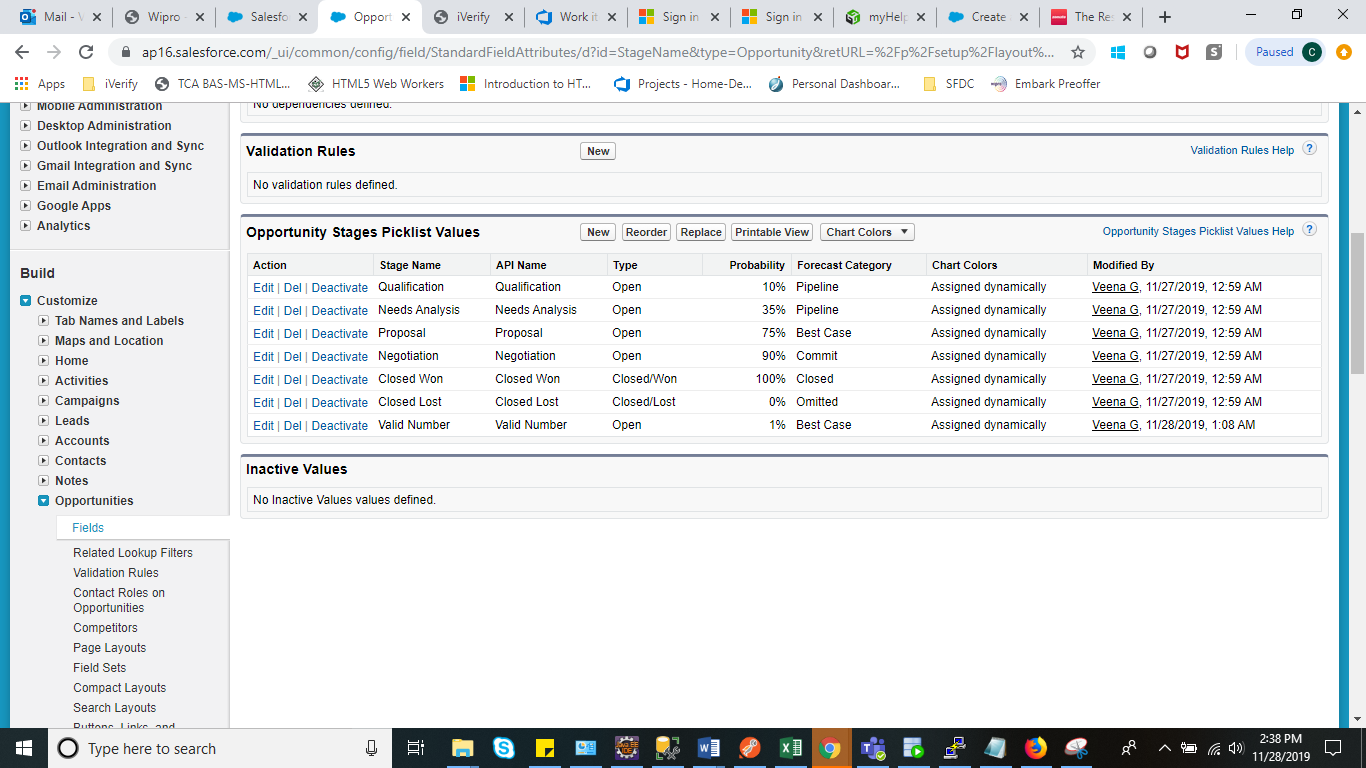 Mail - V
Wipro -
Salesfo
Opport
iVerify
Work it
Sign in
Sign in
myHelp
Create
The Re
ap16.salesforce.com/_ui/common/config/field/StandardFieldAttributes/d?id=StageName&type=Opportunity&retURL=%2Fp%2Fsetup%2Flayout%...
S
Paused C
Apps
iVerify
TCA BAS-MS-HTML...
HTML5 Web Workers
Introduction to HT...
Projects - Home-De...
Personal Dashboar...
SFDC
Embark Preoffer
Mobile Administration
Desktop Administration
Outlook Integration and Sync
Gmail Integration and Sync
Email Administration
Google Apps
Analytics
Build
Customize
Tab Names and Labels
Maps and Location
Home
Activities
Campaigns
Leads
Accounts
Contacts
Notes
Opportunities
Fields
Related Lookup Filters
Validation Rules
Contact Roles on
Opportunities
Competitors
Page Layouts
Field Sets
Compact Layouts
Search Layouts
Buttons, Links, and
No dependencies defined.
Validation Rules New Validation Rules Help ?
No validation rules defined.
Opportunity Stages Picklist Values New Reorder Replace Printable View Chart Colors Opportunity Stages Picklist Values Help ?
Action Stage Name API Name Type Probability Forecast Category Chart Colors Modified By
Edit | Del | Deactivate Qualification Qualification Open 10% Pipeline Assigned dynamically Veena G, 11/27/2019, 12:59 AM
Edit | Del | Deactivate Needs Analysis Needs Analysis Open 35% Pipeline Assigned dynamically Veena G, 11/27/2019, 12:59 AM
Edit | Del | Deactivate Proposal Proposal Open 75% Best Case Assigned dynamically Veena G, 11/27/2019, 12:59 AM
Edit | Del | Deactivate Negotiation Negotiation Open 90% Commit Assigned dynamically Veena G, 11/27/2019, 12:59 AM
Edit | Del | Deactivate Closed Won Closed Won Closed/Won 100% Closed Assigned dynamically Veena G, 11/27/2019, 12:59 AM
Edit | Del | Deactivate Closed Lost Closed Lost Closed/Lost 0% Omitted Assigned dynamically Veena G, 11/27/2019, 12:59 AM
Edit | Del | Deactivate Valid Number Valid Number Open 1% Best Case Assigned dynamically Veena G, 11/28/2019, 1:08 AM
Inactive Values
No Inactive Values values defined.
Type here to search
2:38 PM
11/28/2019